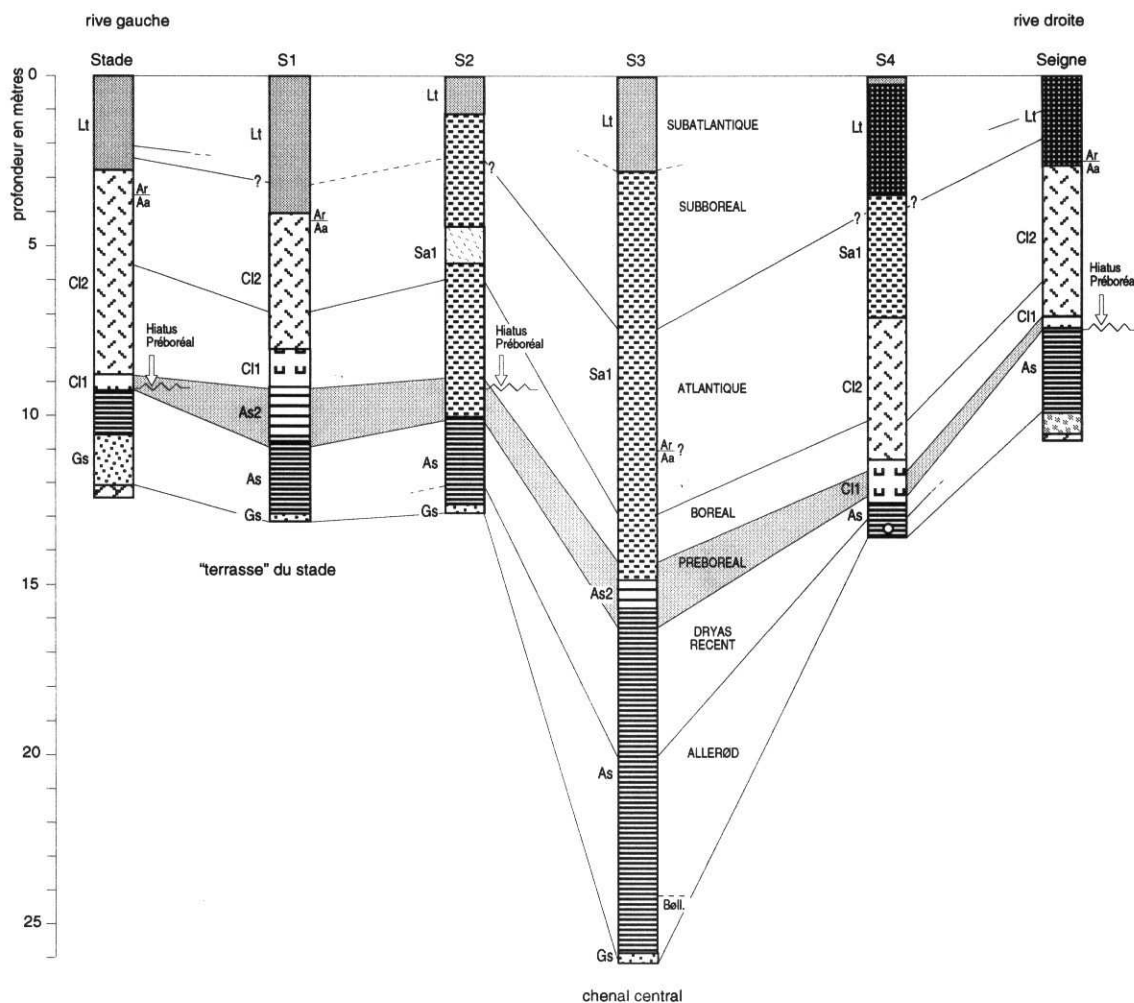 rive gauche
rive droite
Stade
S1
S2
S3
S4
Seigne
profondeur en mètres
0
5
10
15
20
25
Lt
Ar
Aa
Cl2
Cl1
Hiatus
Préboréal
Gs
Lt
?
Ar
Aa
Cl2
Cl1
As2
As
Gs
"terrasse" du stade
Lt
?
Sa1
Hiatus
Préboréal
As
Gs
Lt
Sa1
Ar
Aa
?
As2
As
Bøll.
Gs
chenal central
SUBATLANTIQUE
SUBBOREAL
ATLANTIQUE
BOREAL
PREBOREAL
DRYAS
RECENT
ALLERØD
Lt
?
?
Sa1
Cl2
Cl1
As
Lt
Ar
Aa
Cl2
Cl1
As
Hiatus
Préboréa